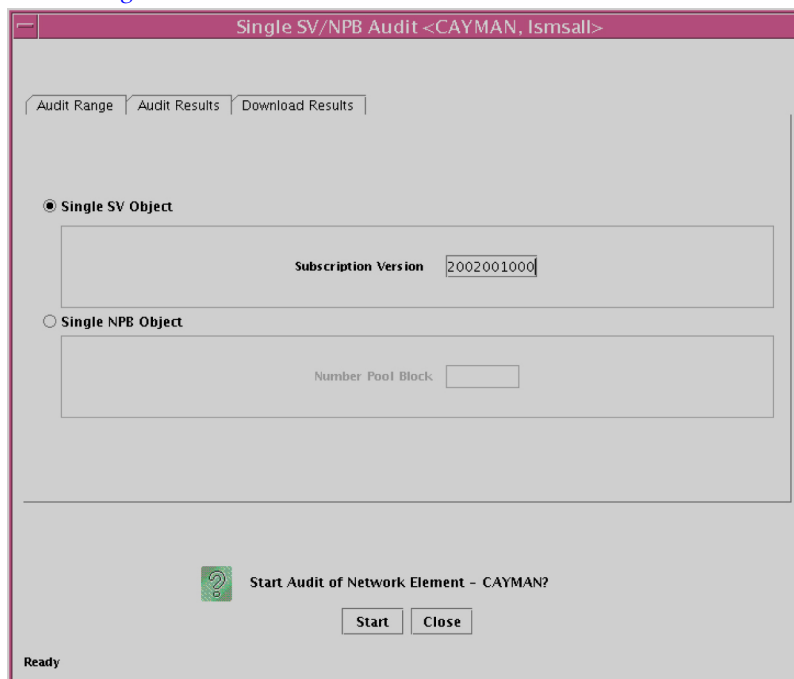 Single SV/NPB Audit <CAYMAN, lsmsall>
Audit Range Audit Results Download Results
Single SV Object
Subscription Version 2002001000
Single NPB Object
Number Pool Block
Start Audit of Network Element - CAYMAN?
Start Close
Ready